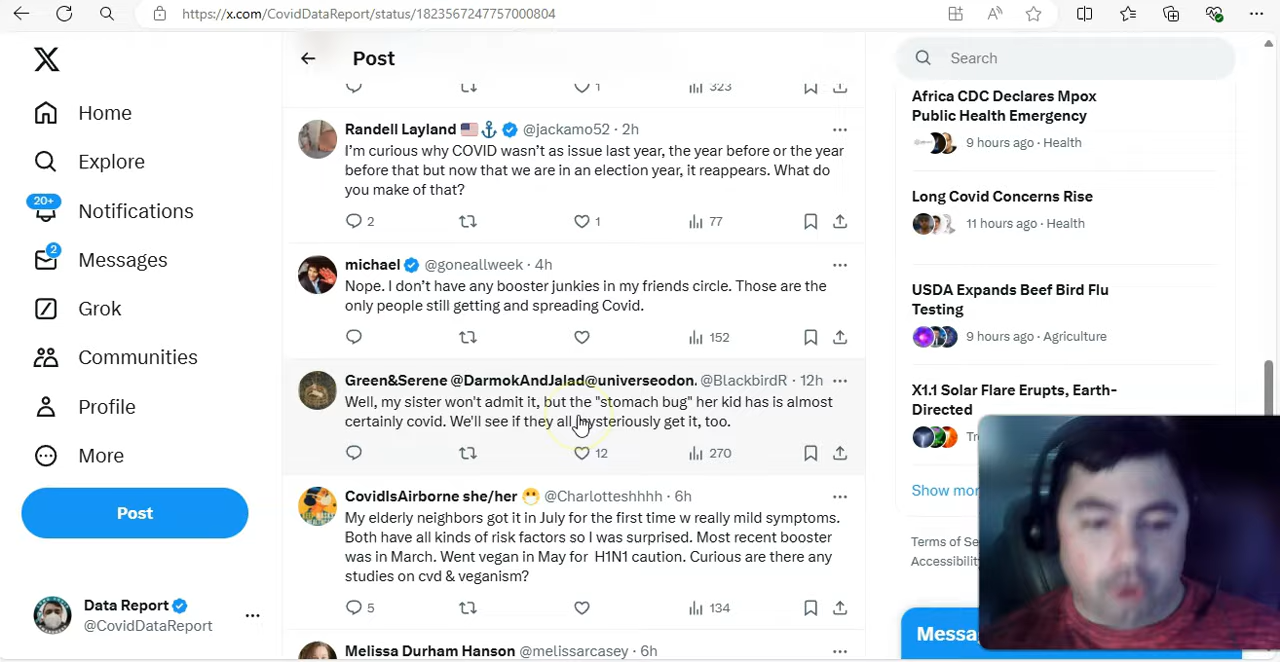 https://x.com/CovidDataReport/status/1823567247757000804
Home
Explore
20+
Notifications
2
Messages
Grok
Communities
Profile
More
Post
Data Report
@CovidDataReport
Post
1
323
Randell Layland @jackamo52 · 2h
I'm curious why COVID wasn't as issue last year, the year before or the year
before that but now that we are in an election year, it reappears. What do
you make of that?
2 1 77
michael @goneallweek · 4h
Nope. I don't have any booster junkies in my friends circle. Those are the
only people still getting and spreading Covid.
152
Green&Serene @DarmokAndJalad@universeodon. @BlackbirdR · 12h
Well, my sister won't admit it, but the "stomach bug" her kid has is almost
certainly covid. We'll see if they all mysteriously get it, too.
12 270
CovidIsAirborne she/her @Charlotteshhhh · 6h
My elderly neighbors got it in July for the first time w really mild symptoms.
Both have all kinds of risk factors so I was surprised. Most recent booster
was in March. Went vegan in May for H1N1 caution. Curious are there any
studies on cvd & veganism?
5 134
Melissa Durham Hanson @melissarcasey · 6h
Search
Africa CDC Declares Mpox
Public Health Emergency
9 hours ago · Health
Long Covid Concerns Rise
11 hours ago · Health
USDA Expands Beef Bird Flu
Testing
9 hours ago · Agriculture
X1.1 Solar Flare Erupts, Earth-
Directed
Show
Terms of